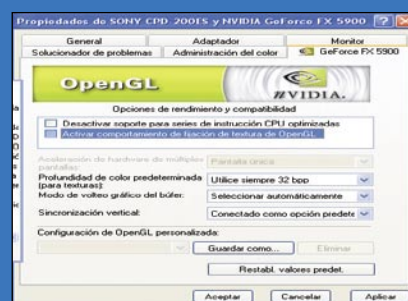 Propiedades de SONY CPD-200ES y NVIDIA GeForce FX 5900
General Adaptador Monitor
Solucionador de problemas Administración del color GeForce FX 5900
OpenGL
NVIDIA.
Opciones de rendimiento y compatibilidad
Desactivar soporte para series de instrucción CPU optimizadas
Activar comportamiento de fijación de textura de OpenGL
Aceleración de hardware de múltiples pantallas: Pantalla única
Profundidad de color predeterminada Utilice siempre 32 bpp
(para texturas):
Modo de volteo gráfico del búfer: Seleccionar automáticamente
Sincronización vertical: Conectado como opción predete
Configuración de OpenGL personalizada:
Guardar como... Eliminar
Restabl. valores predet.
Aceptar Cancelar Aplicar